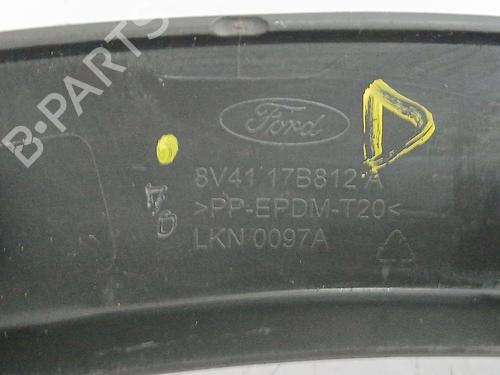 B-PARTS
Ford
D
8V41 17B812 A
>PP-EPDM-T20<
LKN 0097A